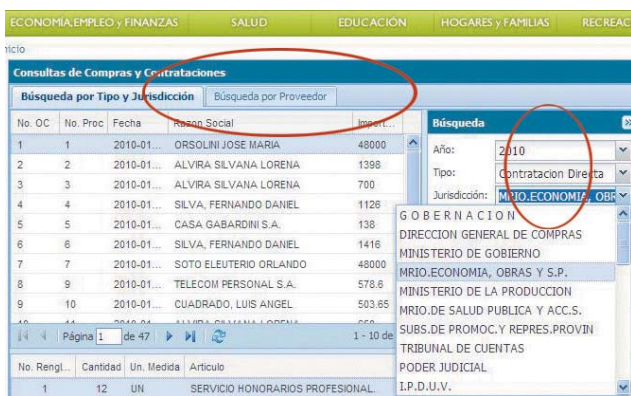 ECONOMÍA,EMPLEO y FINANZAS SALUD EDUCACIÓN HOGARES y FAMILIAS RECREAC
nicio
Consultas de Compras y Contrataciones
Búsqueda por Tipo y Jurisdicción Búsqueda por Proveedor
No. OC No. Proc Fecha Razon Social Import... Búsqueda
1 1 2010-01... ORSOLINI JOSE MARIA 48000
Año: 2010
2 2 2010-01... ALVIRA SILVANA LORENA 1398
Tipo: Contratacion Directa
3 3 2010-01... ALVIRA SILVANA LORENA 700
Jurisdicción: MRIO.ECONOMIA, OBR
4 4 2010-01... SILVA, FERNANDO DANIEL 1126
5 5 2010-01... CASA GABARDINI S.A. 138
6 6 2010-01... SILVA, FERNANDO DANIEL 1416
7 7 2010-01... SOTO ELEUTERIO ORLANDO 48000
8 9 2010-01... TELECOM PERSONAL S.A. 578.6
9 10 2010-01... CUADRADO, LUIS ANGEL 503.65
G O B E R N A C I O N
DIRECCION GENERAL DE COMPRAS
MINISTERIO DE GOBIERNO
MRIO.ECONOMIA, OBRAS Y S.P.
MINISTERIO DE LA PRODUCCION
MRIO.DE SALUD PUBLICA Y ACC.S.
SUBS.DE PROMOC.Y REPRES.PROVIN
TRIBUNAL DE CUENTAS
PODER JUDICIAL
I.P.D.U.V.
Página 1 de 47 1 - 10 de
No. Rengl... Cantidad Un. Medida Articulo
1 12 UN SERVICIO HONORARIOS PROFESIONAL.